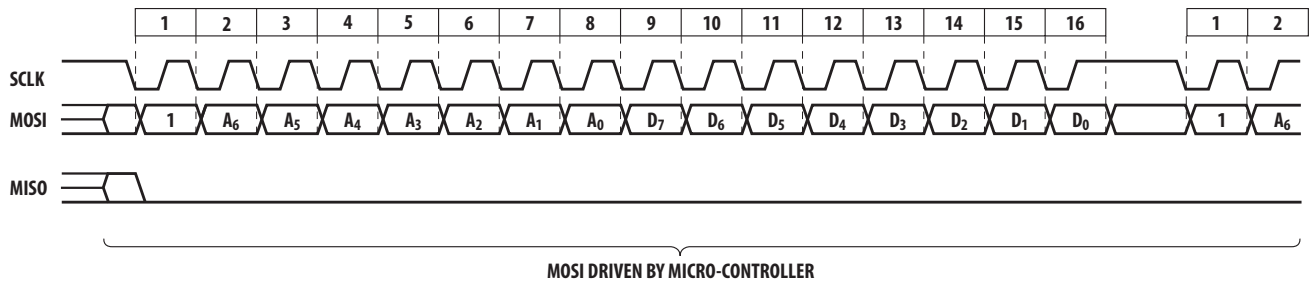 1 2 3 4 5 6 7 8 9 10 11 12 13 14 15 16 1 2
SCLK
MOSI 1 A6 A5 A4 A3 A2 A1 A0 D7 D6 D5 D4 D3 D2 D1 D0 1 A6
MISO
MOSI DRIVEN BY MICRO-CONTROLLER